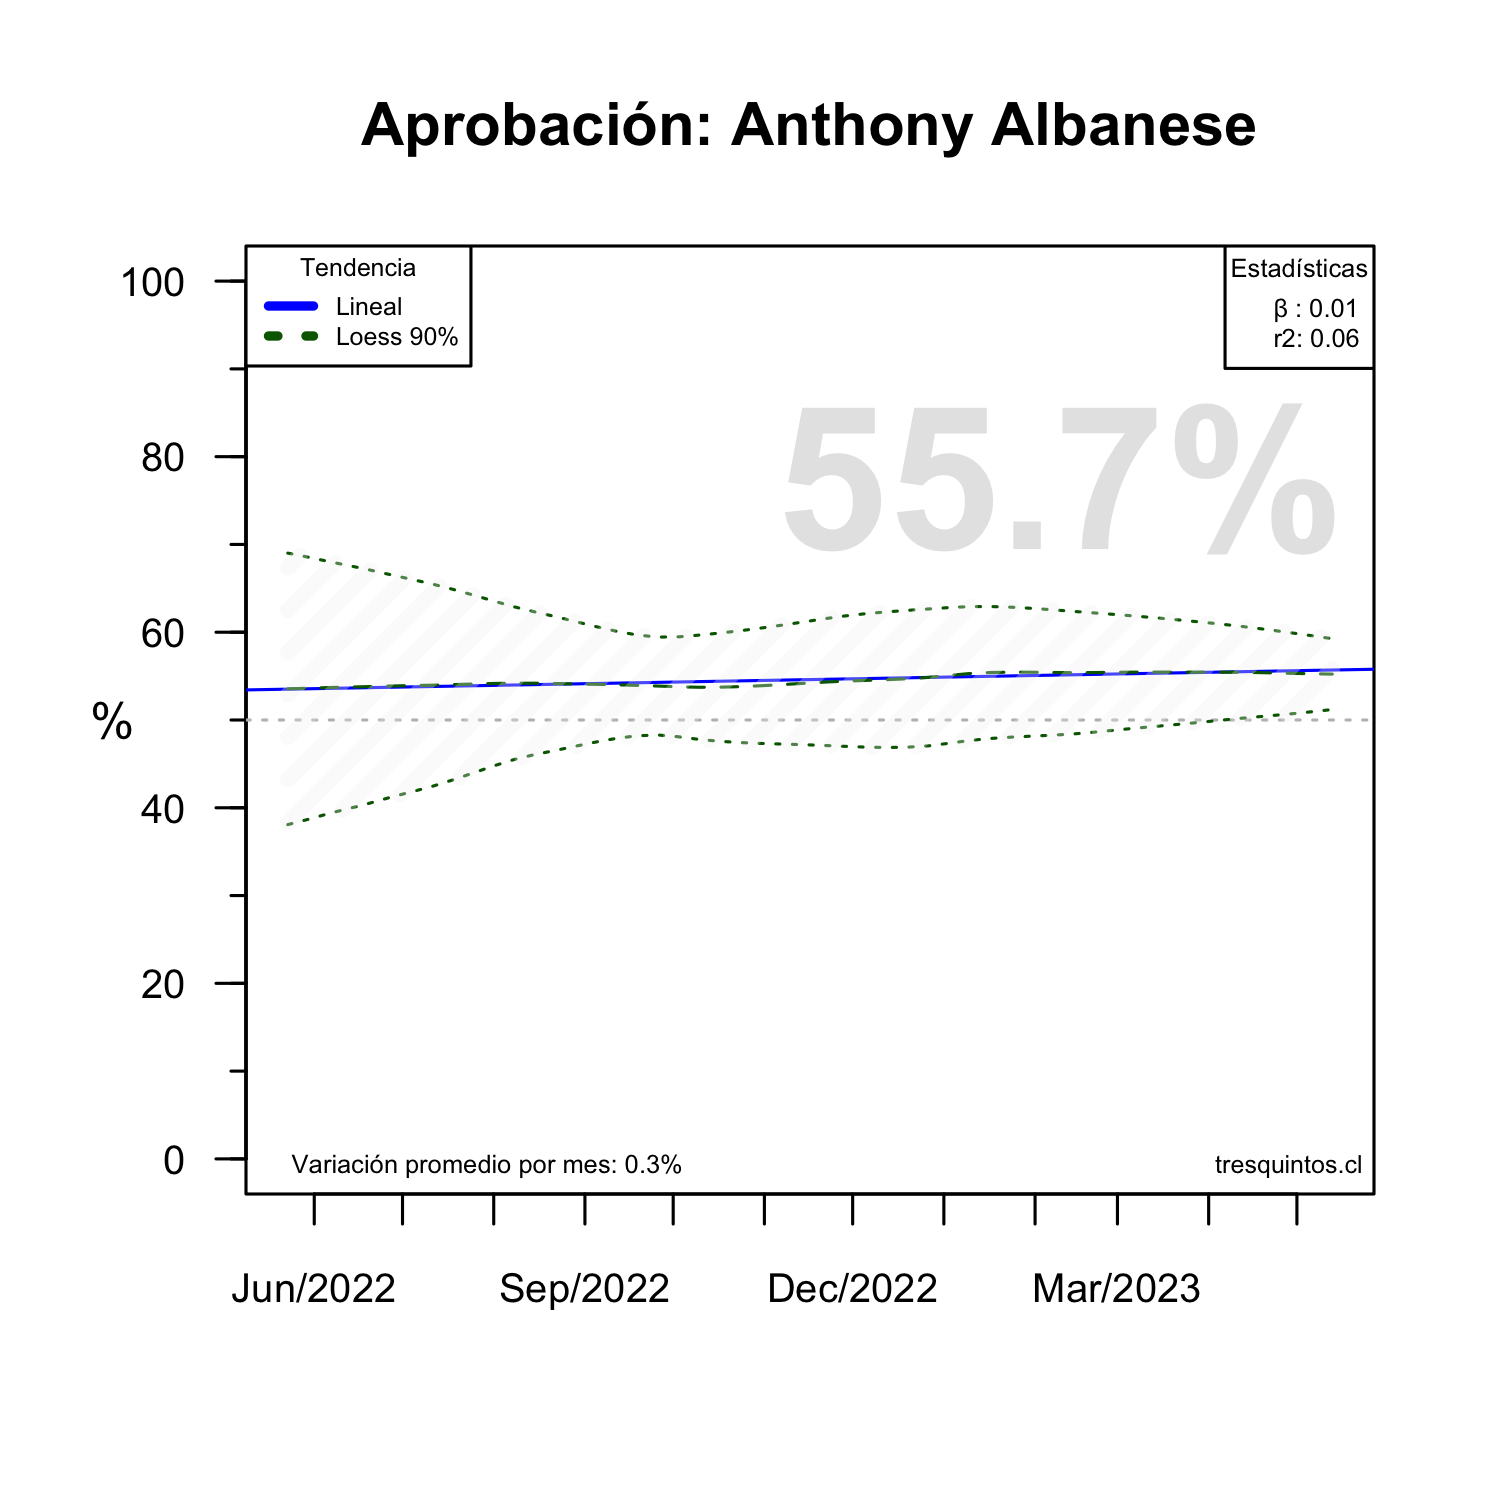 Aprobación: Anthony Albanese
Tendencia
Lineal
Loess 90%
Estadísticas
β : 0.01
r2: 0.06
55.7%
100
80
60
%
40
20
0
Variación promedio por mes: 0.3%
tresquintos.cl
Jun/2022 Sep/2022 Dec/2022 Mar/2023